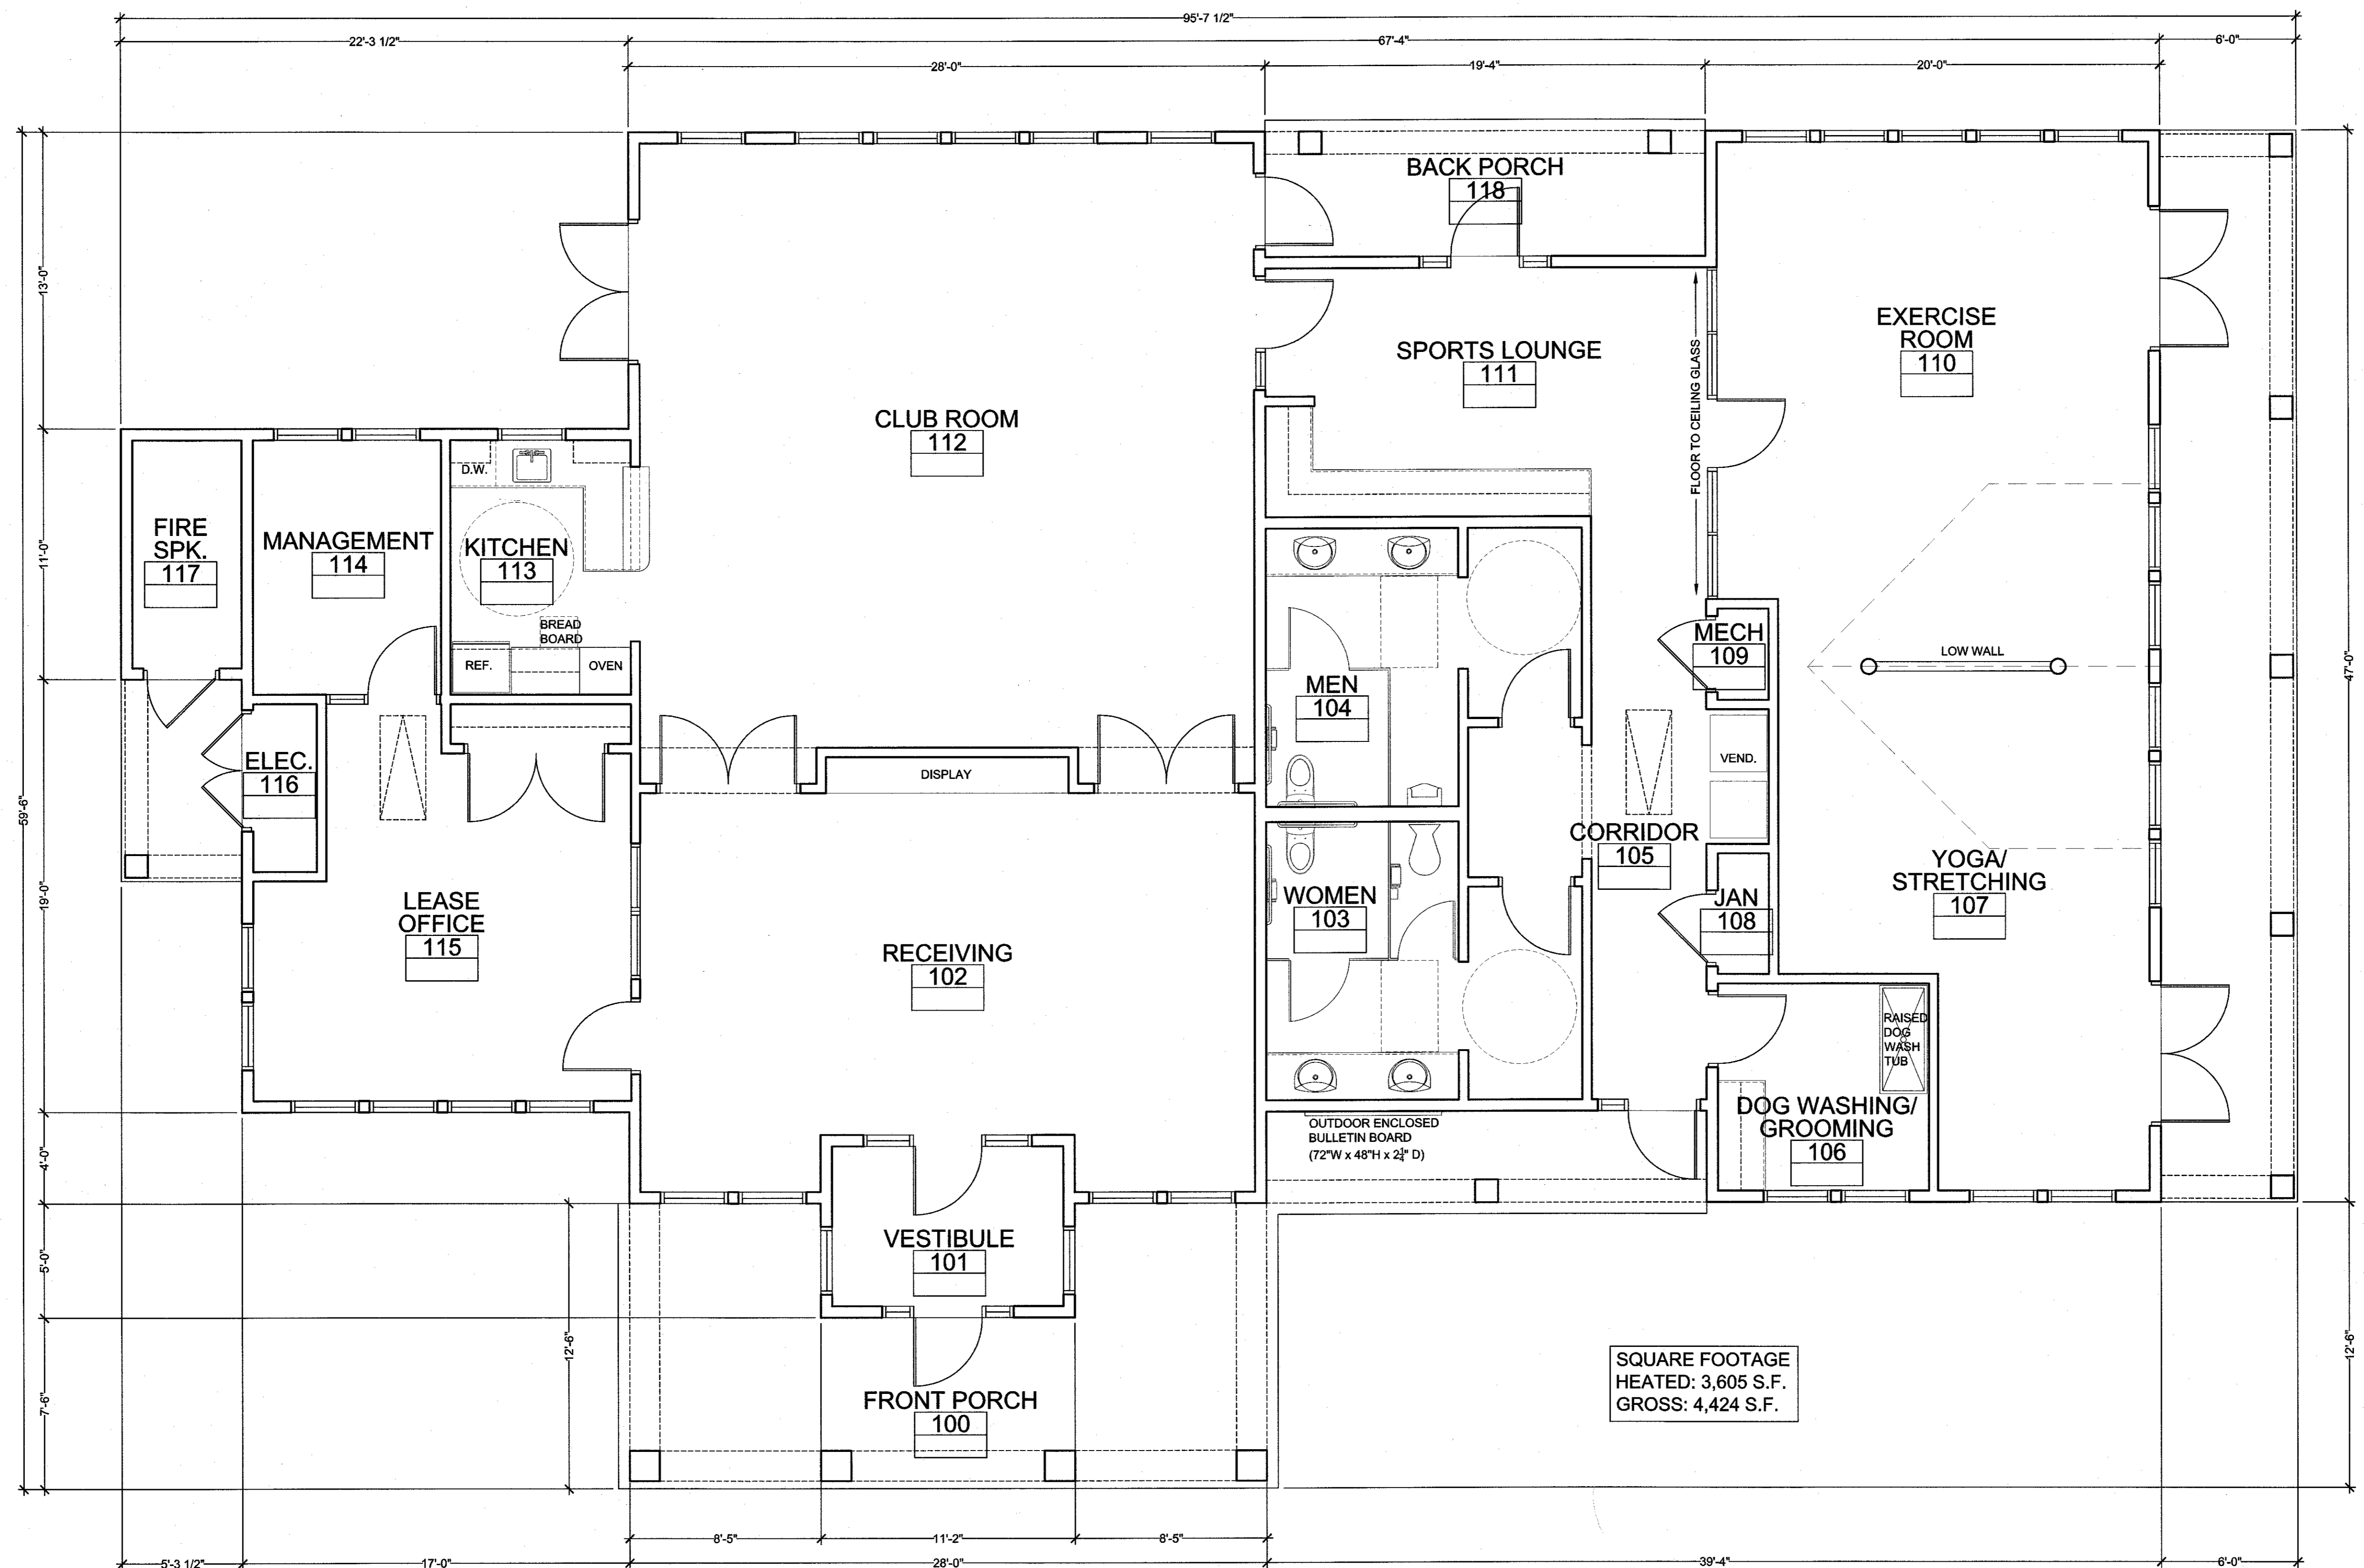 95'-7 1/2"
22'-3 1/2"
67'-4"
6'-0"
28'-0"
19'-4"
20'-0"
BACK PORCH
118
13'-0"
EXERCISE
ROOM
110
SPORTS LOUNGE
111
FLOOR TO CEILING GLASS
CLUB ROOM
112
D.W.
FIRE
SPK.
117
MANAGEMENT
114
KITCHEN
113
11'-0"
BREAD
BOARD
REF.
OVEN
MECH
109
LOW WALL
47'-0"
MEN
104
ELEC.
116
DISPLAY
VEND.
59'-6"
CORRIDOR
105
YOGA/
STRETCHING
107
19'-0"
LEASE
OFFICE
115
WOMEN
103
JAN
108
RECEIVING
102
RAISED
DOG
WASH
TUB
DOG WASHING/
GROOMING
106
OUTDOOR ENCLOSED
BULLETIN BOARD
(72"W x 48"H x 2¼" D)
4'-0"
VESTIBULE
101
5'-0"
12'-6"
12'-6"
7'-6"
FRONT PORCH
100
SQUARE FOOTAGE
HEATED: 3,605 S.F.
GROSS: 4,424 S.F.
8'-5"
11'-2"
8'-5"
5'-3 1/2"
17'-0"
28'-0"
39'-4"
6'-0"